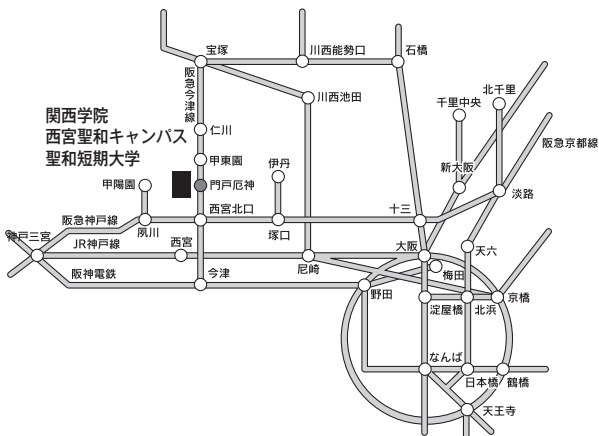 宝塚
川西能勢口
石橋
阪急今津線
川西池田
北千里
千里中央
関西学院
西宮聖和キャンパス
聖和短期大学
仁川
阪急京都線
甲東園
伊丹
新大阪
甲陽園
門戸厄神
淡路
西宮北口
十三
阪急神戸線
夙川
塚口
神戸三宮
JR神戸線
西宮
大阪
天六
尼崎
阪神電鉄
今津
梅田
野田
京橋
淀屋橋
北浜
なんば
日本橋
鶴橋
天王寺